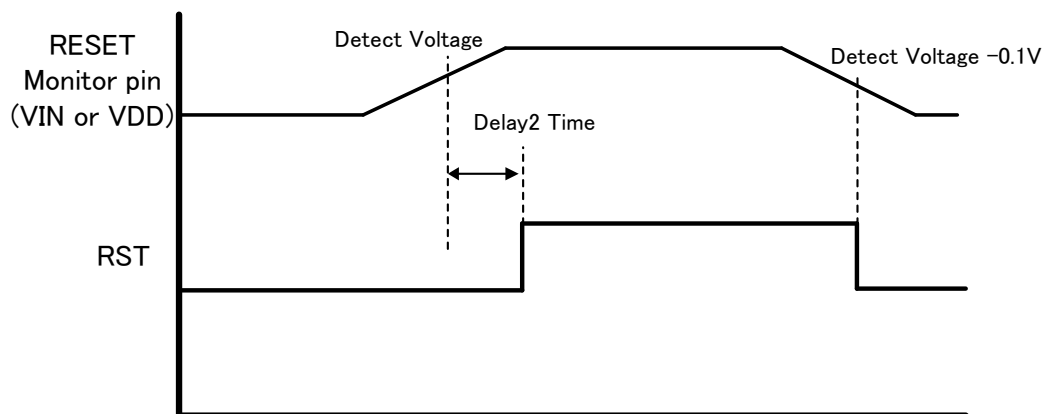 RESET
Monitor pin
(VIN or VDD)
Detect Voltage
Detect Voltage -0.1V
Delay2 Time
RST